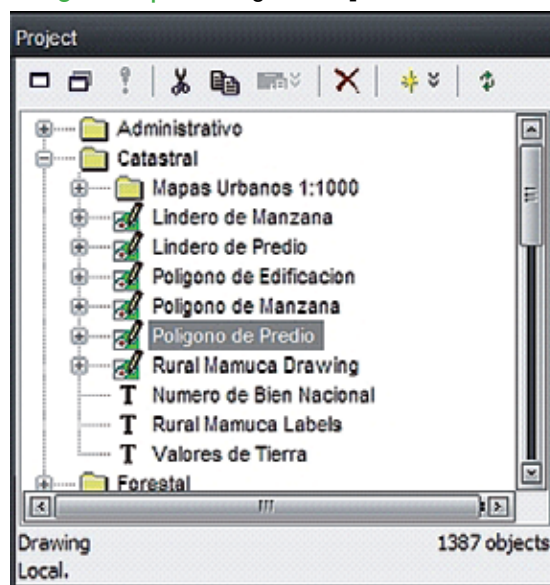 Project
Administrativo
Catastral
Mapas Urbanos 1:1000
Lindero de Manzana
Lindero de Predio
Poligono de Edificacion
Poligono de Manzana
Poligono de Predio
Rural Mamuca Drawing
T Numero de Bien Nacional
T Rural Mamuca Labels
T Valores de Tierra
Forestal
Drawing 1387 objects
Local.